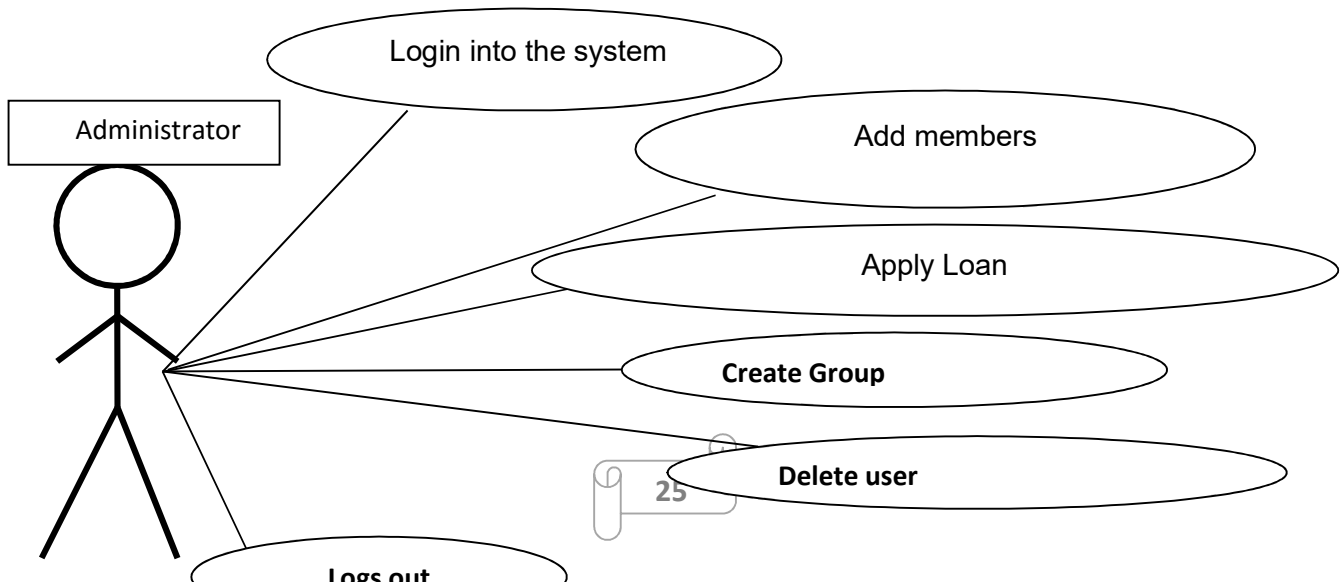 Login into the system
Administrator
Add members
Apply Loan
Create Group
Delete user
25
Logs out